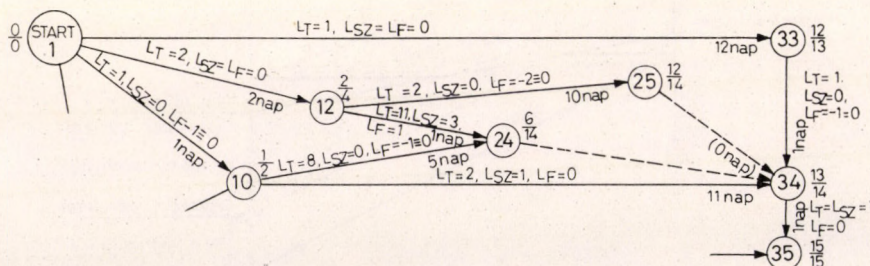 0/0
START
1
LT=1, LSZ=LF=0
12nap
33
12/13
LT=2, LSZ=LF=0
2nap
LT=1, LSZ=0, LF-1≡0
1nap
12
2/4
LT=2, LSZ=0, LF=-2≡0
10nap
25
12/14
LT=11, LSZ=3
LF=1
1nap
24
6/14
LT=1.
LSZ=0,
LF=-1≡0
1nap
(0nap)
10
1/2
LT=8, LSZ=0, LF=-1≡0
5nap
LT=2, LSZ=1, LF=0
11nap
34
13/14
1nap
LT=LSZ=
LF=0
35
15/15